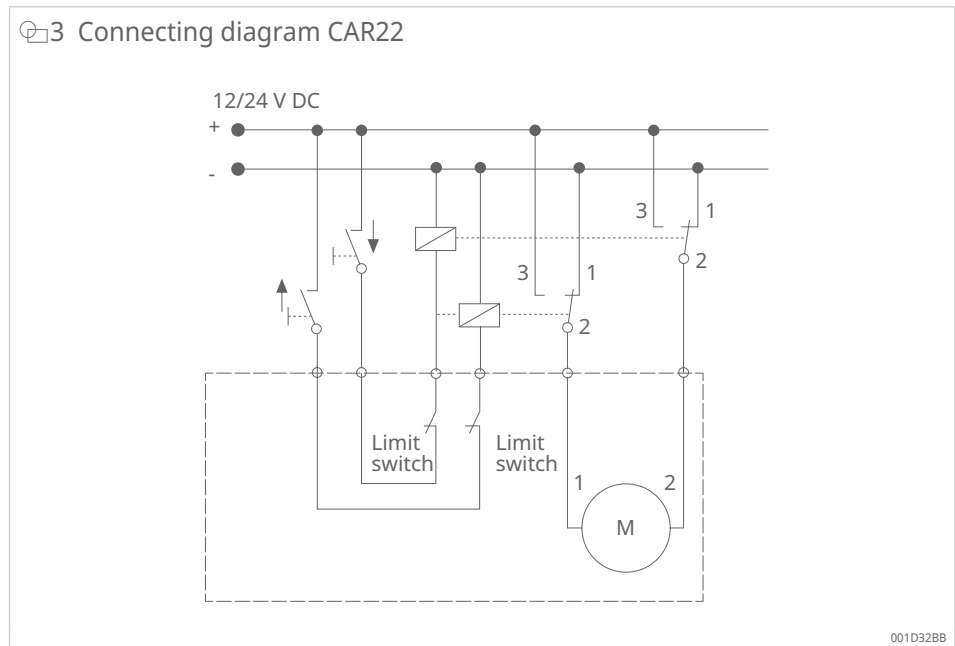 3 Connecting diagram CAR22
12/24 V DC
+
-
3
1
2
3
1
2
Limit
switch
Limit
switch
1
2
M
001D32BB